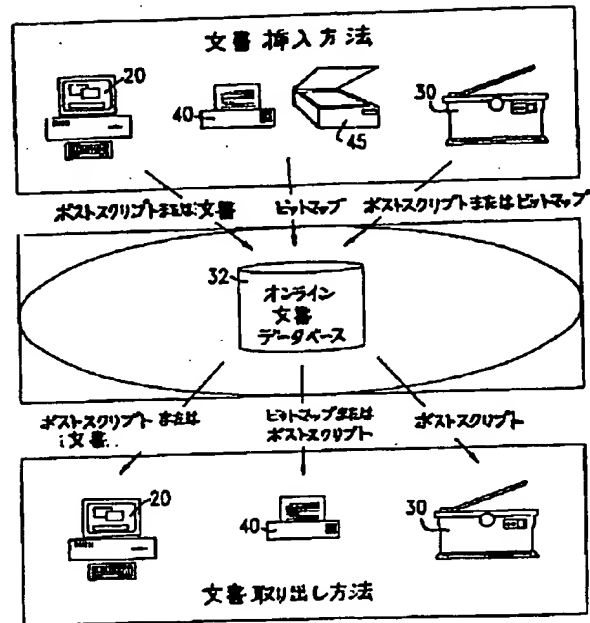 文書挿入方法
20
40
45
30
ポストスクリプトまたは文書
ビットマップ
ポストスクリプトまたはビットマップ
32
オンライン
文書
データベース
ポストスクリプト または
文書
ビットマップまたは
ポストスクリプト
ポストスクリプト
20
40
30
文書取り出し方法